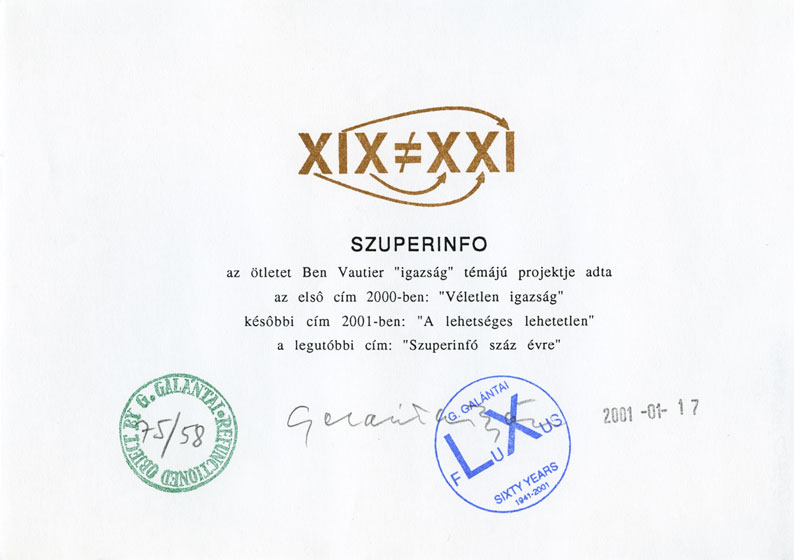 XIX≠XXI
SZUPERINFO
az ötletet Ben Vautier "igazság" témájú projektje adta
az elsô cím 2000-ben: "Véletlen igazság"
késôbbi cím 2001-ben: "A lehetséges lehetetlen"
a legutóbbi cím: "Szuperinfó száz évre"
REFUNCTIONED OBJECT BY G. GALÁNTAI •
75/58
G. GALÁNTAI
FLUXUS
SIXTY YEARS
1941-2001
2001 -01- 17